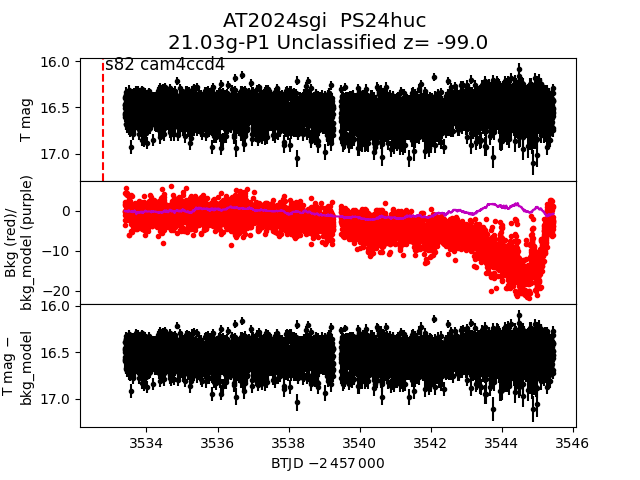 AT2024sgi PS24huc
21.03g-P1 Unclassified z= -99.0
s82 cam4ccd4
16.0
16.5
17.0
T mag
0
−10
−20
Bkg (red)/
bkg_model (purple)
16.0
16.5
17.0
T mag −
bkg_model
3534 3536 3538 3540 3542 3544 3546
BTJD −2 457 000